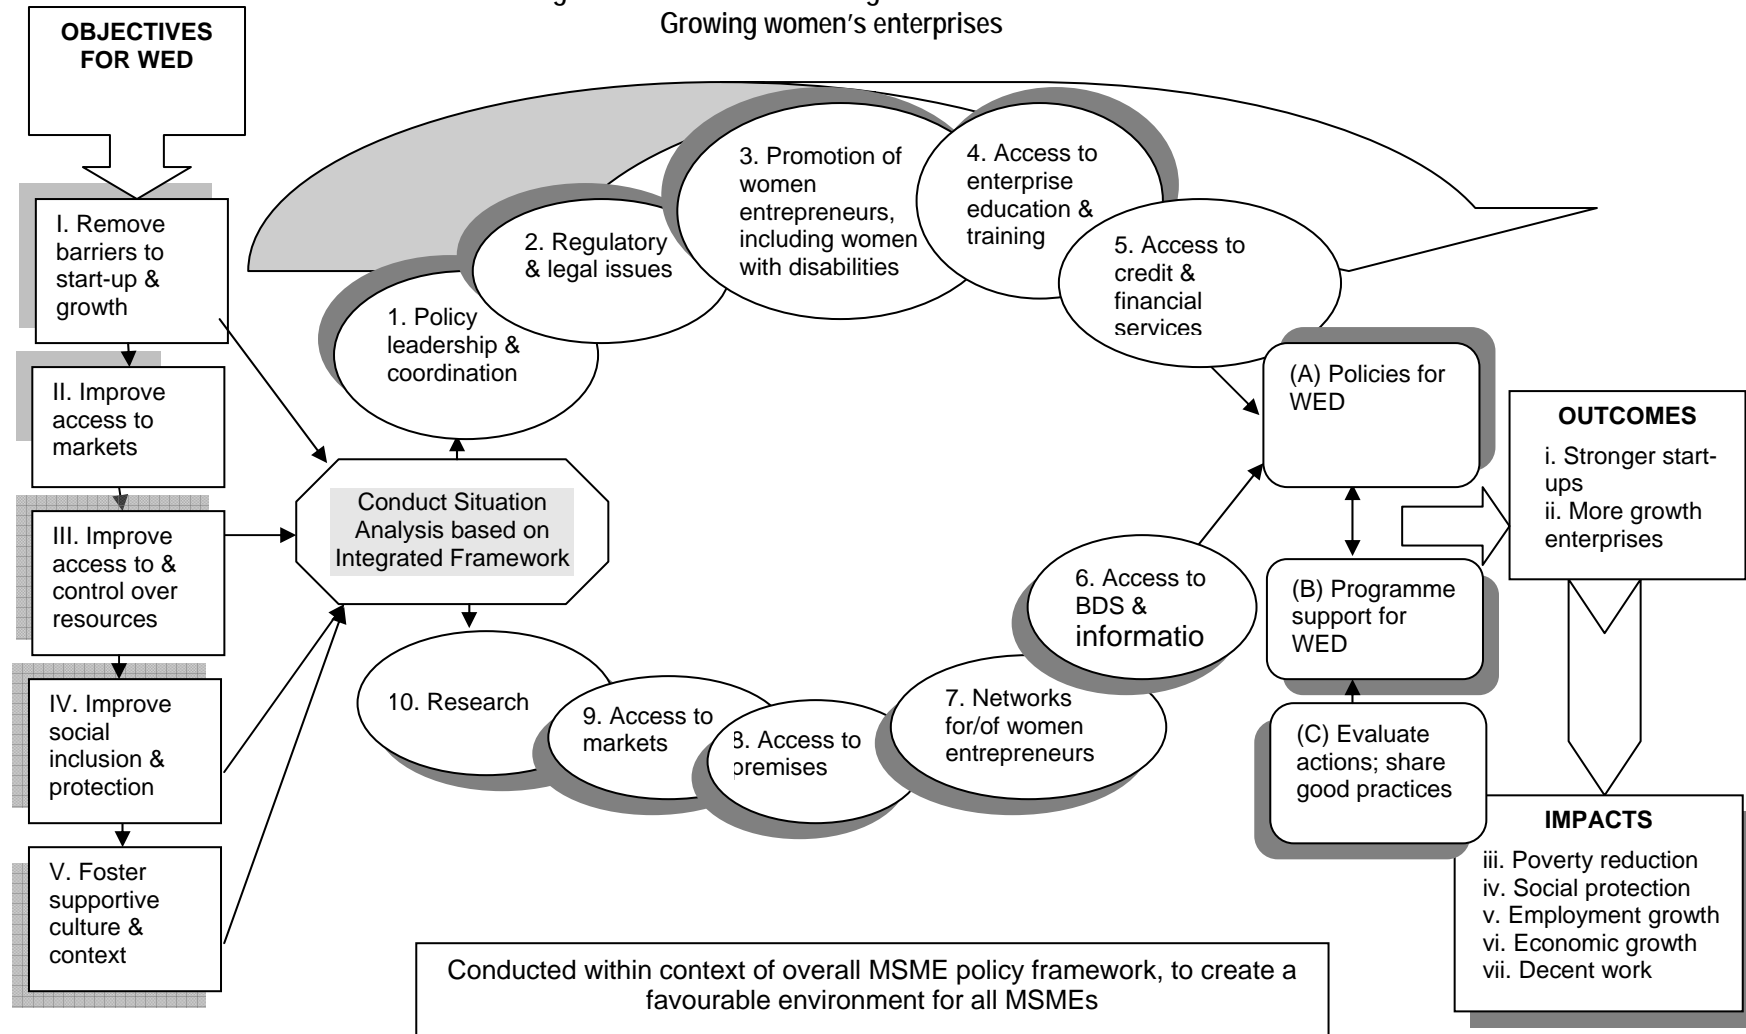 Growing women's enterprises
OBJECTIVES
FOR WED
I. Remove
barriers to
start-up &
growth
II. Improve
access to
markets
III. Improve
access to &
control over
resources
IV. Improve
social
inclusion &
protection
V. Foster
supportive
culture &
context
Conduct Situation
Analysis based on
Integrated Framework
1. Policy
leadership &
coordination
2. Regulatory
& legal issues
3. Promotion of
women
entrepreneurs,
including women
with disabilities
4. Access to
enterprise
education &
training
5. Access to
credit &
financial
services
6. Access to
BDS &
informatio
7. Networks
for/of women
entrepreneurs
8. Access to
premises
9. Access to
markets
10. Research
(A) Policies for
WED
(B) Programme
support for
WED
(C) Evaluate
actions; share
good practices
OUTCOMES
i. Stronger start-
ups
ii. More growth
enterprises
IMPACTS
iii. Poverty reduction
iv. Social protection
v. Employment growth
vi. Economic growth
vii. Decent work
Conducted within context of overall MSME policy framework, to create a
favourable environment for all MSMEs